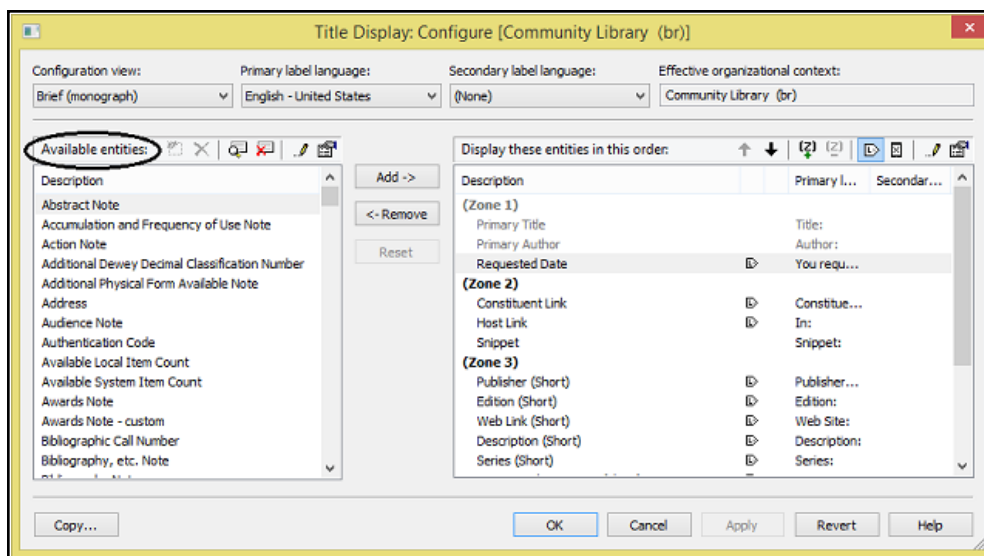 Title Display: Configure [Community Library (br)]
Configuration view:
Primary label language:
Secondary label language:
Effective organizational context:
Brief (monograph)
English - United States
(None)
Community Library (br)
Available entities:
Description
Abstract Note
Accumulation and Frequency of Use Note
Action Note
Additional Dewey Decimal Classification Number
Additional Physical Form Available Note
Address
Audience Note
Authentication Code
Available Local Item Count
Available System Item Count
Awards Note
Awards Note - custom
Bibliographic Call Number
Bibliography, etc. Note
Add ->
<- Remove
Reset
Display these entities in this order:
Description Primary l... Secondar...
(Zone 1)
Primary Title Title:
Primary Author Author:
Requested Date You requ...
(Zone 2)
Constituent Link Constitue...
Host Link In:
Snippet Snippet:
(Zone 3)
Publisher (Short) Publisher...
Edition (Short) Edition:
Web Link (Short) Web Site:
Description (Short) Description:
Series (Short) Series:
Copy...
OK
Cancel
Apply
Revert
Help